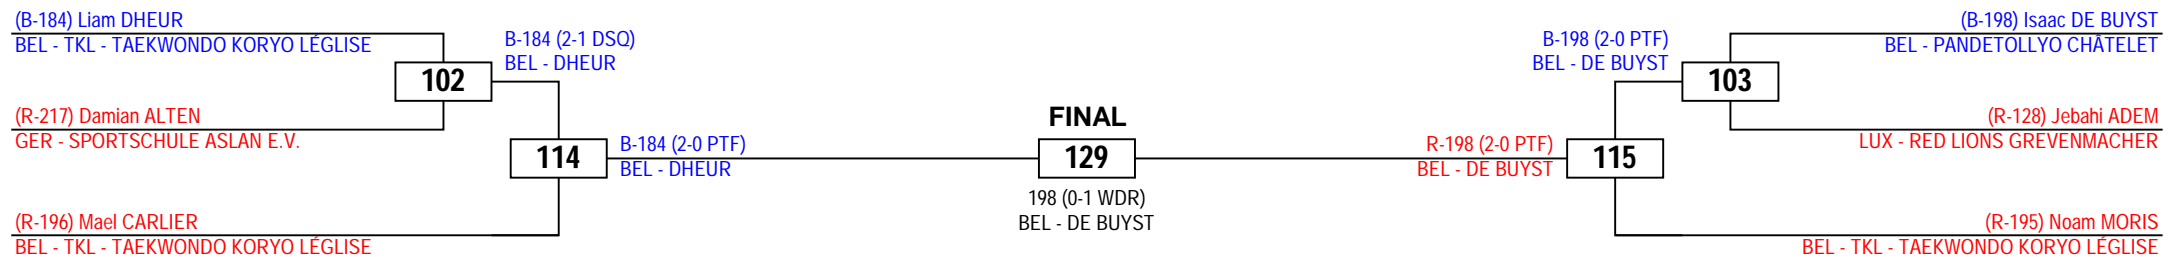 (B-184) Liam DHEUR
BEL - TKL - TAEKWONDO KORYO LÉGLISE
B-184 (2-1 DSQ)
BEL - DHEUR
102
(R-217) Damian ALTEN
GER - SPORTSCHULE ASLAN E.V.
114
B-184 (2-0 PTF)
BEL - DHEUR
(R-196) Mael CARLIER
BEL - TKL - TAEKWONDO KORYO LÉGLISE
FINAL
129
198 (0-1 WDR)
BEL - DE BUYST
(B-198) Isaac DE BUYST
BEL - PANDETOLLYO CHÂTELET
B-198 (2-0 PTF)
BEL - DE BUYST
103
(R-128) Jebahi ADEM
LUX - RED LIONS GREVENMACHER
R-198 (2-0 PTF)
BEL - DE BUYST
115
(R-195) Noam MORIS
BEL - TKL - TAEKWONDO KORYO LÉGLISE